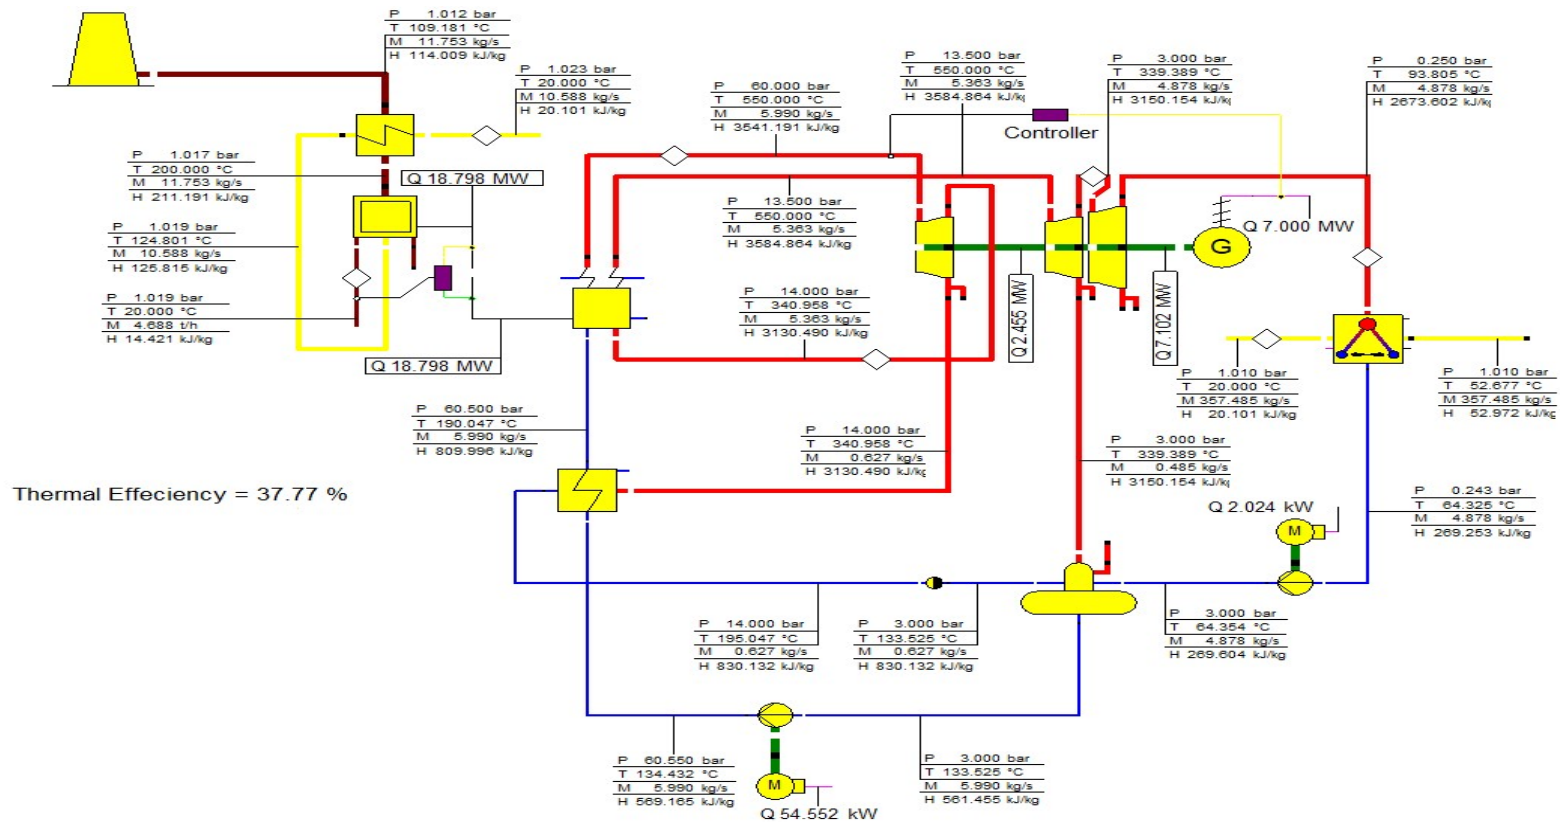 P 1.012 bar
T 109.181 °C
M 11.753 kg/s
H 114.009 kJ/kg
P 1.023 bar
T 20.000 °C
M 10.588 kg/s
H 20.101 kJ/kg
P 60.000 bar
T 550.000 °C
M 5.990 kg/s
H 3541.191 kJ/kg
P 13.500 bar
T 550.000 °C
M 5.363 kg/s
H 3584.864 kJ/kg
P 3.000 bar
T 339.389 °C
M 4.878 kg/s
H 3150.154 kJ/kg
P 0.250 bar
T 93.805 °C
M 4.878 kg/s
H 2673.602 kJ/kg
Controller
P 1.017 bar
T 200.000 °C
M 11.753 kg/s
H 211.191 kJ/kg
Q 18.798 MW
P 13.500 bar
T 550.000 °C
M 5.363 kg/s
H 3584.864 kJ/kg
P 1.019 bar
T 124.801 °C
M 10.588 kg/s
H 125.815 kJ/kg
Q 7.000 MW
G
P 1.019 bar
T 20.000 °C
M 4.688 t/h
H 14.421 kJ/kg
P 14.000 bar
T 340.958 °C
M 5.363 kg/s
H 3130.490 kJ/kg
Q 2.455 MW
Q 7.102 MW
Q 18.798 MW
P 1.010 bar
T 20.000 °C
M 357.485 kg/s
H 20.101 kJ/kg
P 1.010 bar
T 52.677 °C
M 357.485 kg/s
H 52.972 kJ/kg
P 60.500 bar
T 190.047 °C
M 5.990 kg/s
H 809.996 kJ/kg
P 14.000 bar
T 340.958 °C
M 0.627 kg/s
H 3130.490 kJ/kg
P 3.000 bar
T 339.389 °C
M 0.485 kg/s
H 3150.154 kJ/kg
Thermal Effeciency = 37.77 %
Q 2.024 kW
M
P 0.243 bar
T 64.325 °C
M 4.878 kg/s
H 269.253 kJ/kg
P 14.000 bar
T 195.047 °C
M 0.627 kg/s
H 830.132 kJ/kg
P 3.000 bar
T 133.525 °C
M 0.627 kg/s
H 830.132 kJ/kg
P 3.000 bar
T 64.354 °C
M 4.878 kg/s
H 269.604 kJ/kg
P 60.550 bar
T 134.432 °C
M 5.990 kg/s
H 569.165 kJ/kg
M
Q 54.552 kW
P 3.000 bar
T 133.525 °C
M 5.990 kg/s
H 561.455 kJ/kg